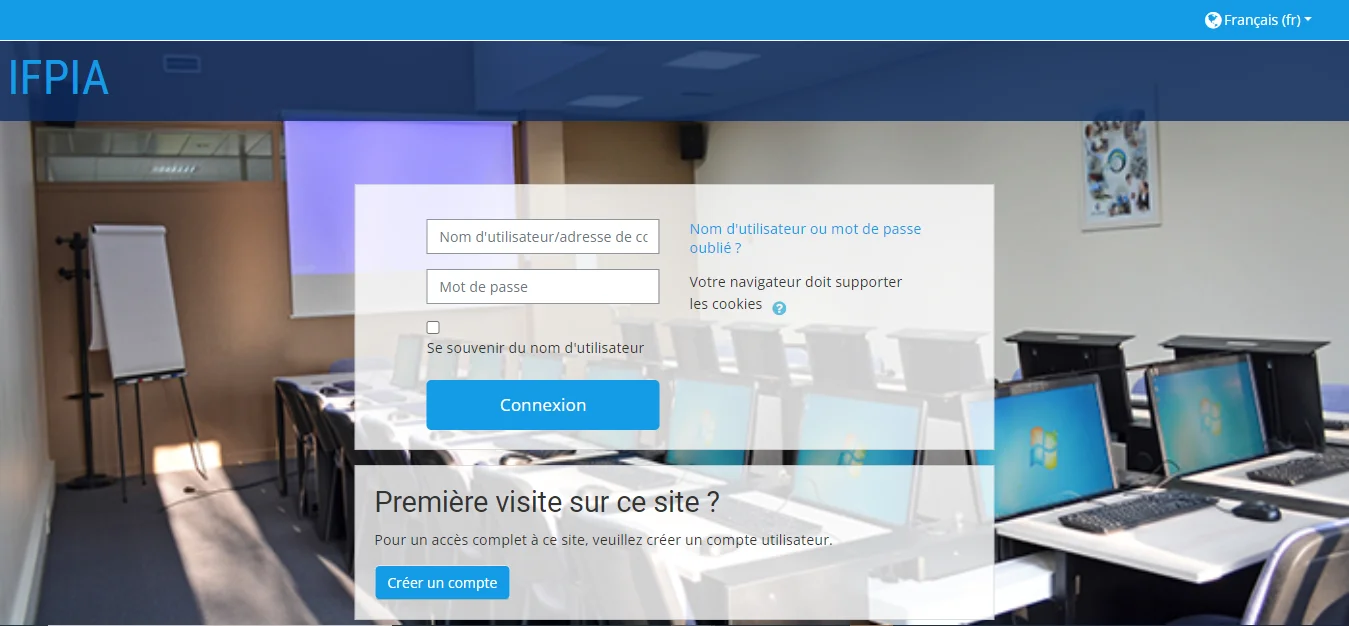 Français (fr)
IFPIA
Nom d'utilisateur/adresse de co
Nom d'utilisateur ou mot de passe
oublié ?
Mot de passe
Votre navigateur doit supporter
les cookies
Se souvenir du nom d'utilisateur
Connexion
Première visite sur ce site ?
Pour un accès complet à ce site, veuillez créer un compte utilisateur.
Créer un compte